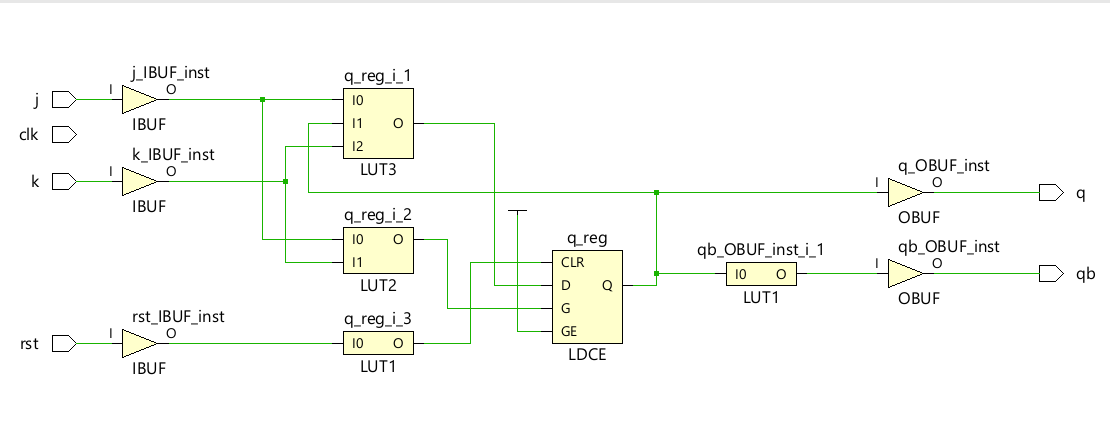 j
I
j_IBUF_inst
O
IBUF
clk
k
I
k_IBUF_inst
O
IBUF
rst
I
rst_IBUF_inst
O
IBUF
q_reg_i_1
I0
I1
I2
O
LUT3
q_reg_i_2
I0
I1
O
LUT2
q_reg_i_3
I0
O
LUT1
q_reg
CLR
D
G
GE
Q
LDCE
qb_OBUF_inst_i_1
I0
O
LUT1
q_OBUF_inst
I
O
OBUF
q
qb_OBUF_inst
I
O
OBUF
qb